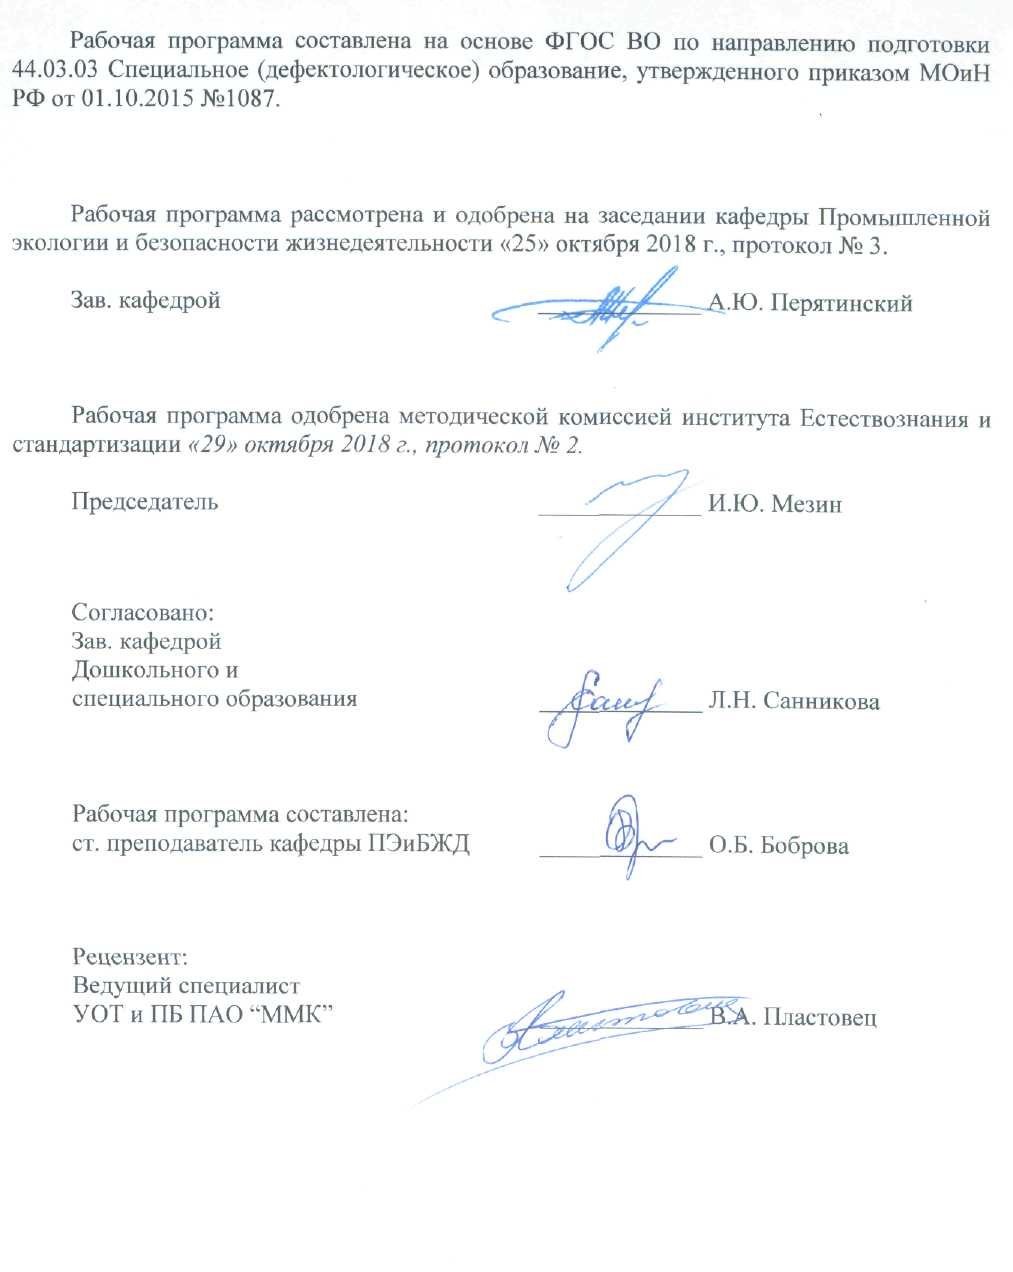 Рабочая программа составлена на основе ФГОС ВО по направлению подготовки
44.03.03 Специальное (дефектологическое) образование, утвержденного приказом МОиН
РФ от 01.10.2015 №1087.
Рабочая программа рассмотрена и одобрена на заседании кафедры Промышленной
экологии и безопасности жизнедеятельности «25» октября 2018 г., протокол № 3.
Зав. кафедрой А.Ю. Перятинский
Рабочая программа одобрена методической комиссией института Естествознания и
стандартизации «29» октября 2018 г., протокол № 2.
Председатель И.Ю. Мезин
Согласовано:
Зав. кафедрой
Дошкольного и
специального образования Л.Н. Санникова
Рабочая программа составлена:
ст. преподаватель кафедры ПЭиБЖД О.Б. Боброва
Рецензент:
Ведущий специалист
УОТ и ПБ ПАО “ММК” В.А. Пластовец